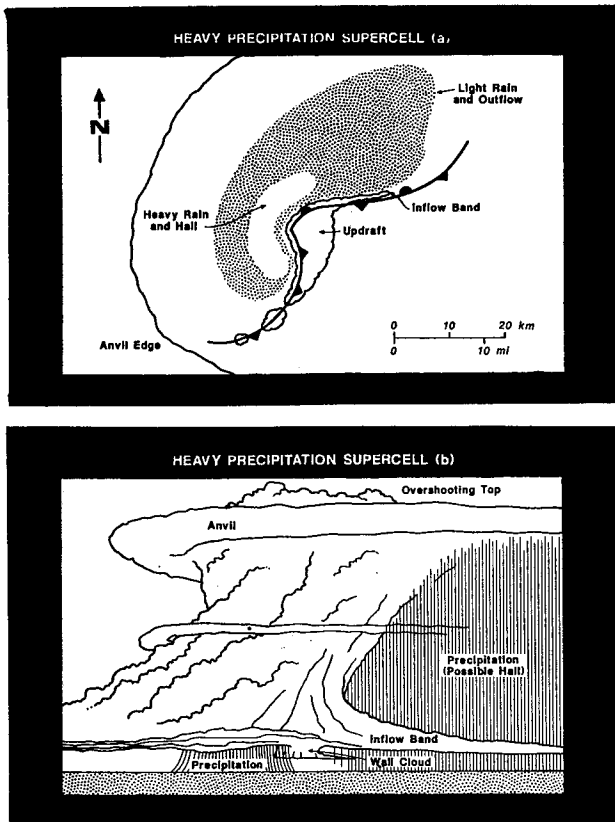 HEAVY PRECIPITATION SUPERCELL (a)
Light Rain
and Outflow
N
Heavy Rain
and Hail
Inflow Band
Updraft
Anvil Edge
0 10 20 km
0 10 mi
HEAVY PRECIPITATION SUPERCELL (b)
Overshooting Top
Anvil
Precipitation
(Possible Hail)
Inflow Band
Wall Cloud
Precipitation